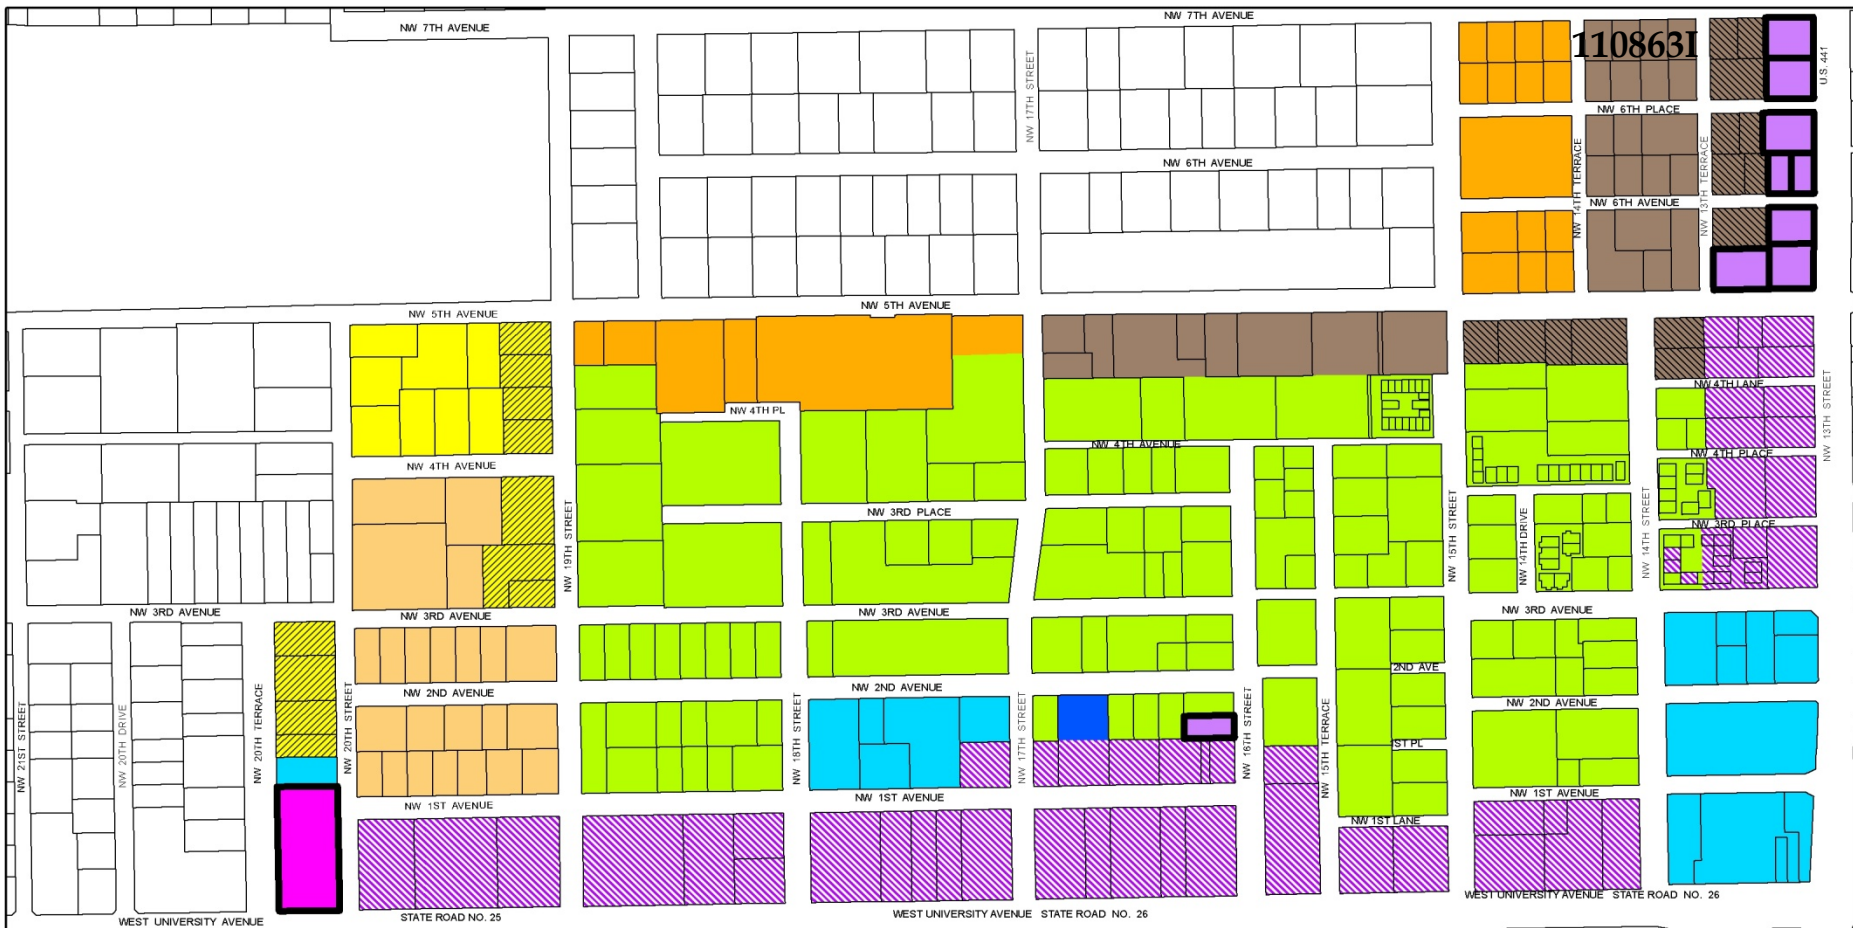 NW 7TH AVENUE
NW 7TH AVENUE
110863I
U.S. 441
NW 17TH STREET
NW 6TH PLACE
NW 6TH AVENUE
NW 14TH TERRACE
NW 13TH TERRACE
NW 6TH AVENUE
NW 5TH AVENUE
NW 5TH AVENUE
NW 4TH PL
NW 4TH LANE
NW 13TH STREET
NW 4TH AVENUE
NW 4TH AVENUE
NW 4TH PLACE
NW 19TH STREET
NW 3RD PLACE
NW 15TH STREET
NW 14TH DRIVE
NW 14TH STREET
NW 3RD PLACE
NW 3RD AVENUE
NW 3RD AVENUE
NW 3RD AVENUE
NW 3RD AVENUE
2ND AVE
NW 2ND AVENUE
NW 2ND AVENUE
NW 2ND AVENUE
NW 21ST STREET
NW 20TH DRIVE
NW 20TH TERRACE
NW 20TH STREET
NW 18TH STREET
NW 17TH STREET
NW 16TH STREET
NW 15TH TERRACE
ST PL
NW 1ST AVENUE
NW 1ST AVENUE
NW 1ST AVENUE
NW 1ST LANE
WEST UNIVERSITY AVENUE
STATE ROAD NO. 25
WEST UNIVERSITY AVENUE STATE ROAD NO. 26
WEST UNIVERSITY AVENUE STATE ROAD NO. 26